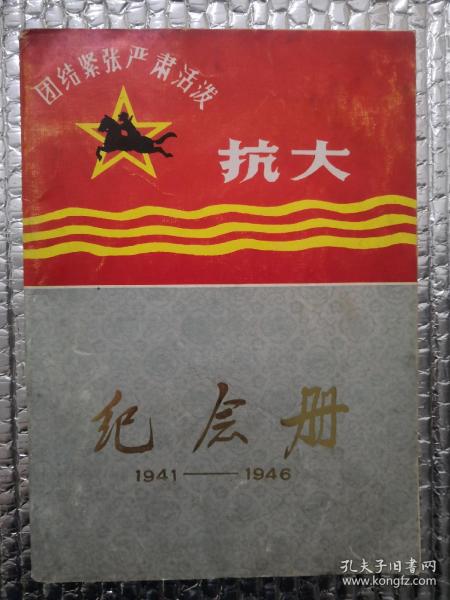 团结紧张严肃活泼
抗大
纪念册
1941——1946
孔夫子旧书网
www.kongfz.com